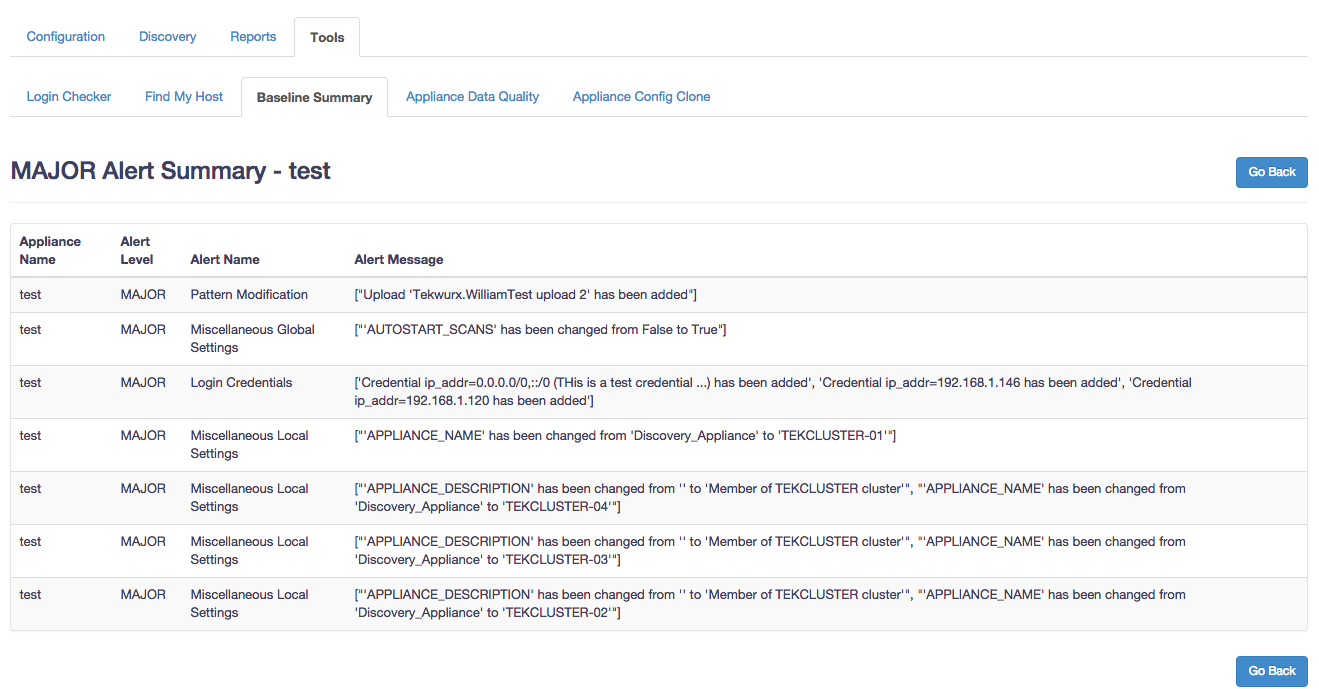 Configuration Discovery Reports Tools
Login Checker Find My Host Baseline Summary Appliance Data Quality Appliance Config Clone
MAJOR Alert Summary - test Go Back
Appliance Name Alert Level Alert Name Alert Message
test MAJOR Pattern Modification ["Upload 'Tekwurx.WilliamTest upload 2' has been added"]
test MAJOR Miscellaneous Global ["'AUTOSTART_SCANS' has been changed from False to True"]
Settings
test MAJOR Login Credentials ['Credential ip_addr=0.0.0.0/0,::/0 (THis is a test credential ...) has been added', 'Credential ip_addr=192.168.1.146 has been added', 'Credential
ip_addr=192.168.1.120 has been added']
test MAJOR Miscellaneous Local ["'APPLIANCE_NAME' has been changed from 'Discovery_Appliance' to 'TEKCLUSTER-01'"]
Settings
test MAJOR Miscellaneous Local ["'APPLIANCE_DESCRIPTION' has been changed from '' to 'Member of TEKCLUSTER cluster'", "'APPLIANCE_NAME' has been changed from
Settings 'Discovery_Appliance' to 'TEKCLUSTER-04'"]
test MAJOR Miscellaneous Local ["'APPLIANCE_DESCRIPTION' has been changed from '' to 'Member of TEKCLUSTER cluster'", "'APPLIANCE_NAME' has been changed from
Settings 'Discovery_Appliance' to 'TEKCLUSTER-03'"]
test MAJOR Miscellaneous Local ["'APPLIANCE_DESCRIPTION' has been changed from '' to 'Member of TEKCLUSTER cluster'", "'APPLIANCE_NAME' has been changed from
Settings 'Discovery_Appliance' to 'TEKCLUSTER-02'"]
Go Back